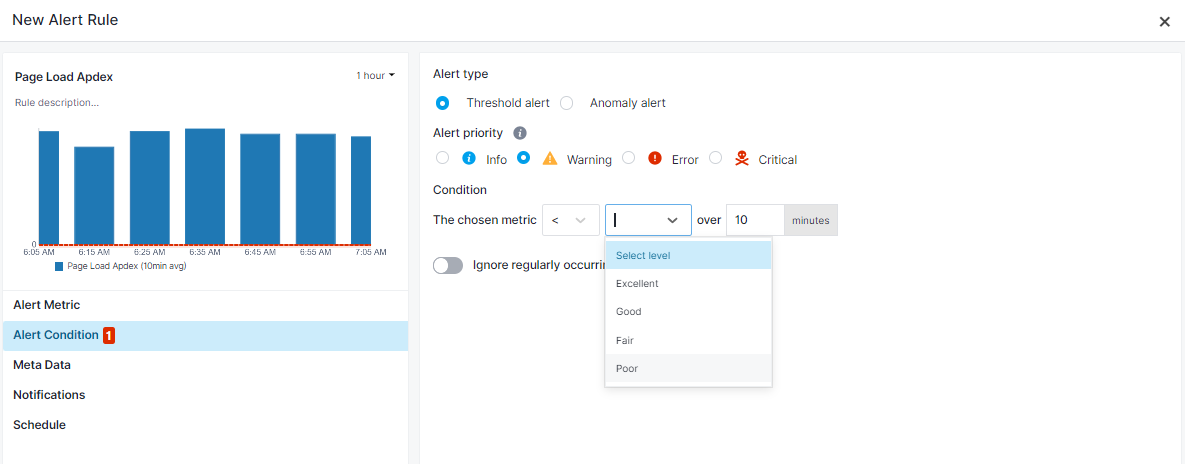 New Alert Rule
Page Load Apdex
1 hour
Rule description...
0
6:05 AM 6:15 AM 6:25 AM 6:35 AM 6:45 AM 6:55 AM 7:05 AM
Page Load Apdex (10min avg)
Alert Metric
Alert Condition 1
Meta Data
Notifications
Schedule
Alert type
Threshold alert Anomaly alert
Alert priority
Info Warning Error Critical
Condition
The chosen metric < over 10 minutes
Ignore regularly occurri
Select level
Excellent
Good
Fair
Poor